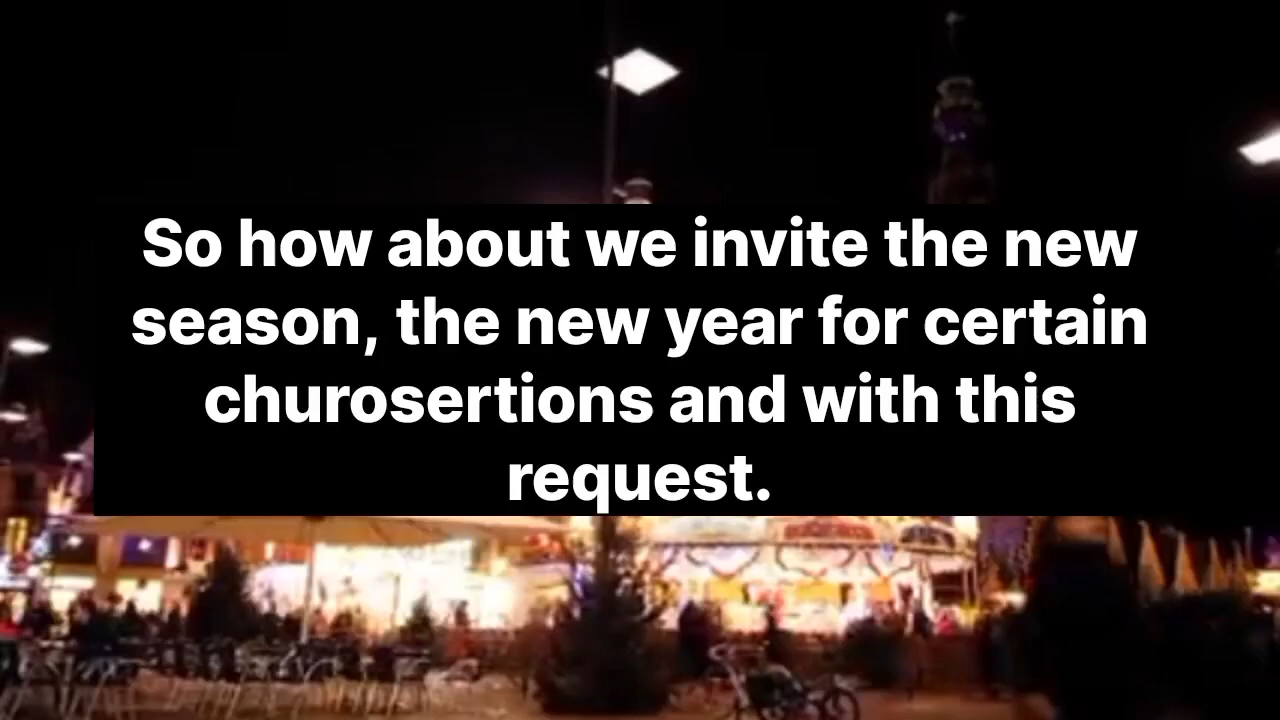 So how about we invite the new
season, the new year for certain
churosertions and with this
request.